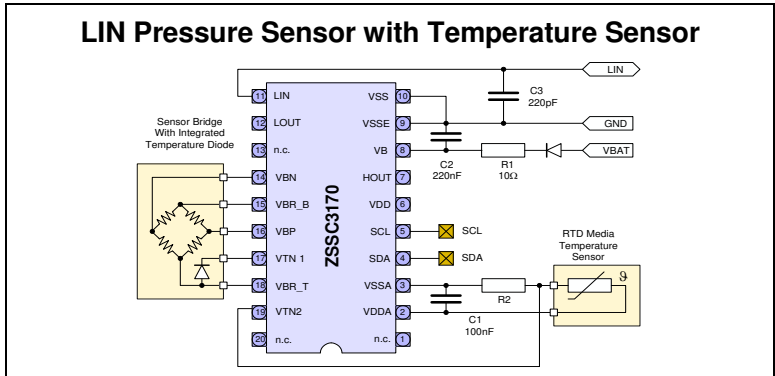 LIN Pressure Sensor with Temperature Sensor
LIN
C3
220pF
11 LIN
VSS 10
Sensor Bridge
With Integrated
Temperature Diode
12 LOUT
VSSE 9
GND
13 n.c.
VB 8
C2
220nF
R1
10Ω
VBAT
14 VBN
HOUT 7
15 VBR_B
VDD 6
ZSSC3170
16 VBP
SCL 5
SCL
RTD Media
Temperature
Sensor
17 VTN 1
SDA 4
SDA
ϑ
18 VBR_T
VSSA 3
R2
19 VTN2
VDDA 2
C1
100nF
20 n.c.
n.c. 1